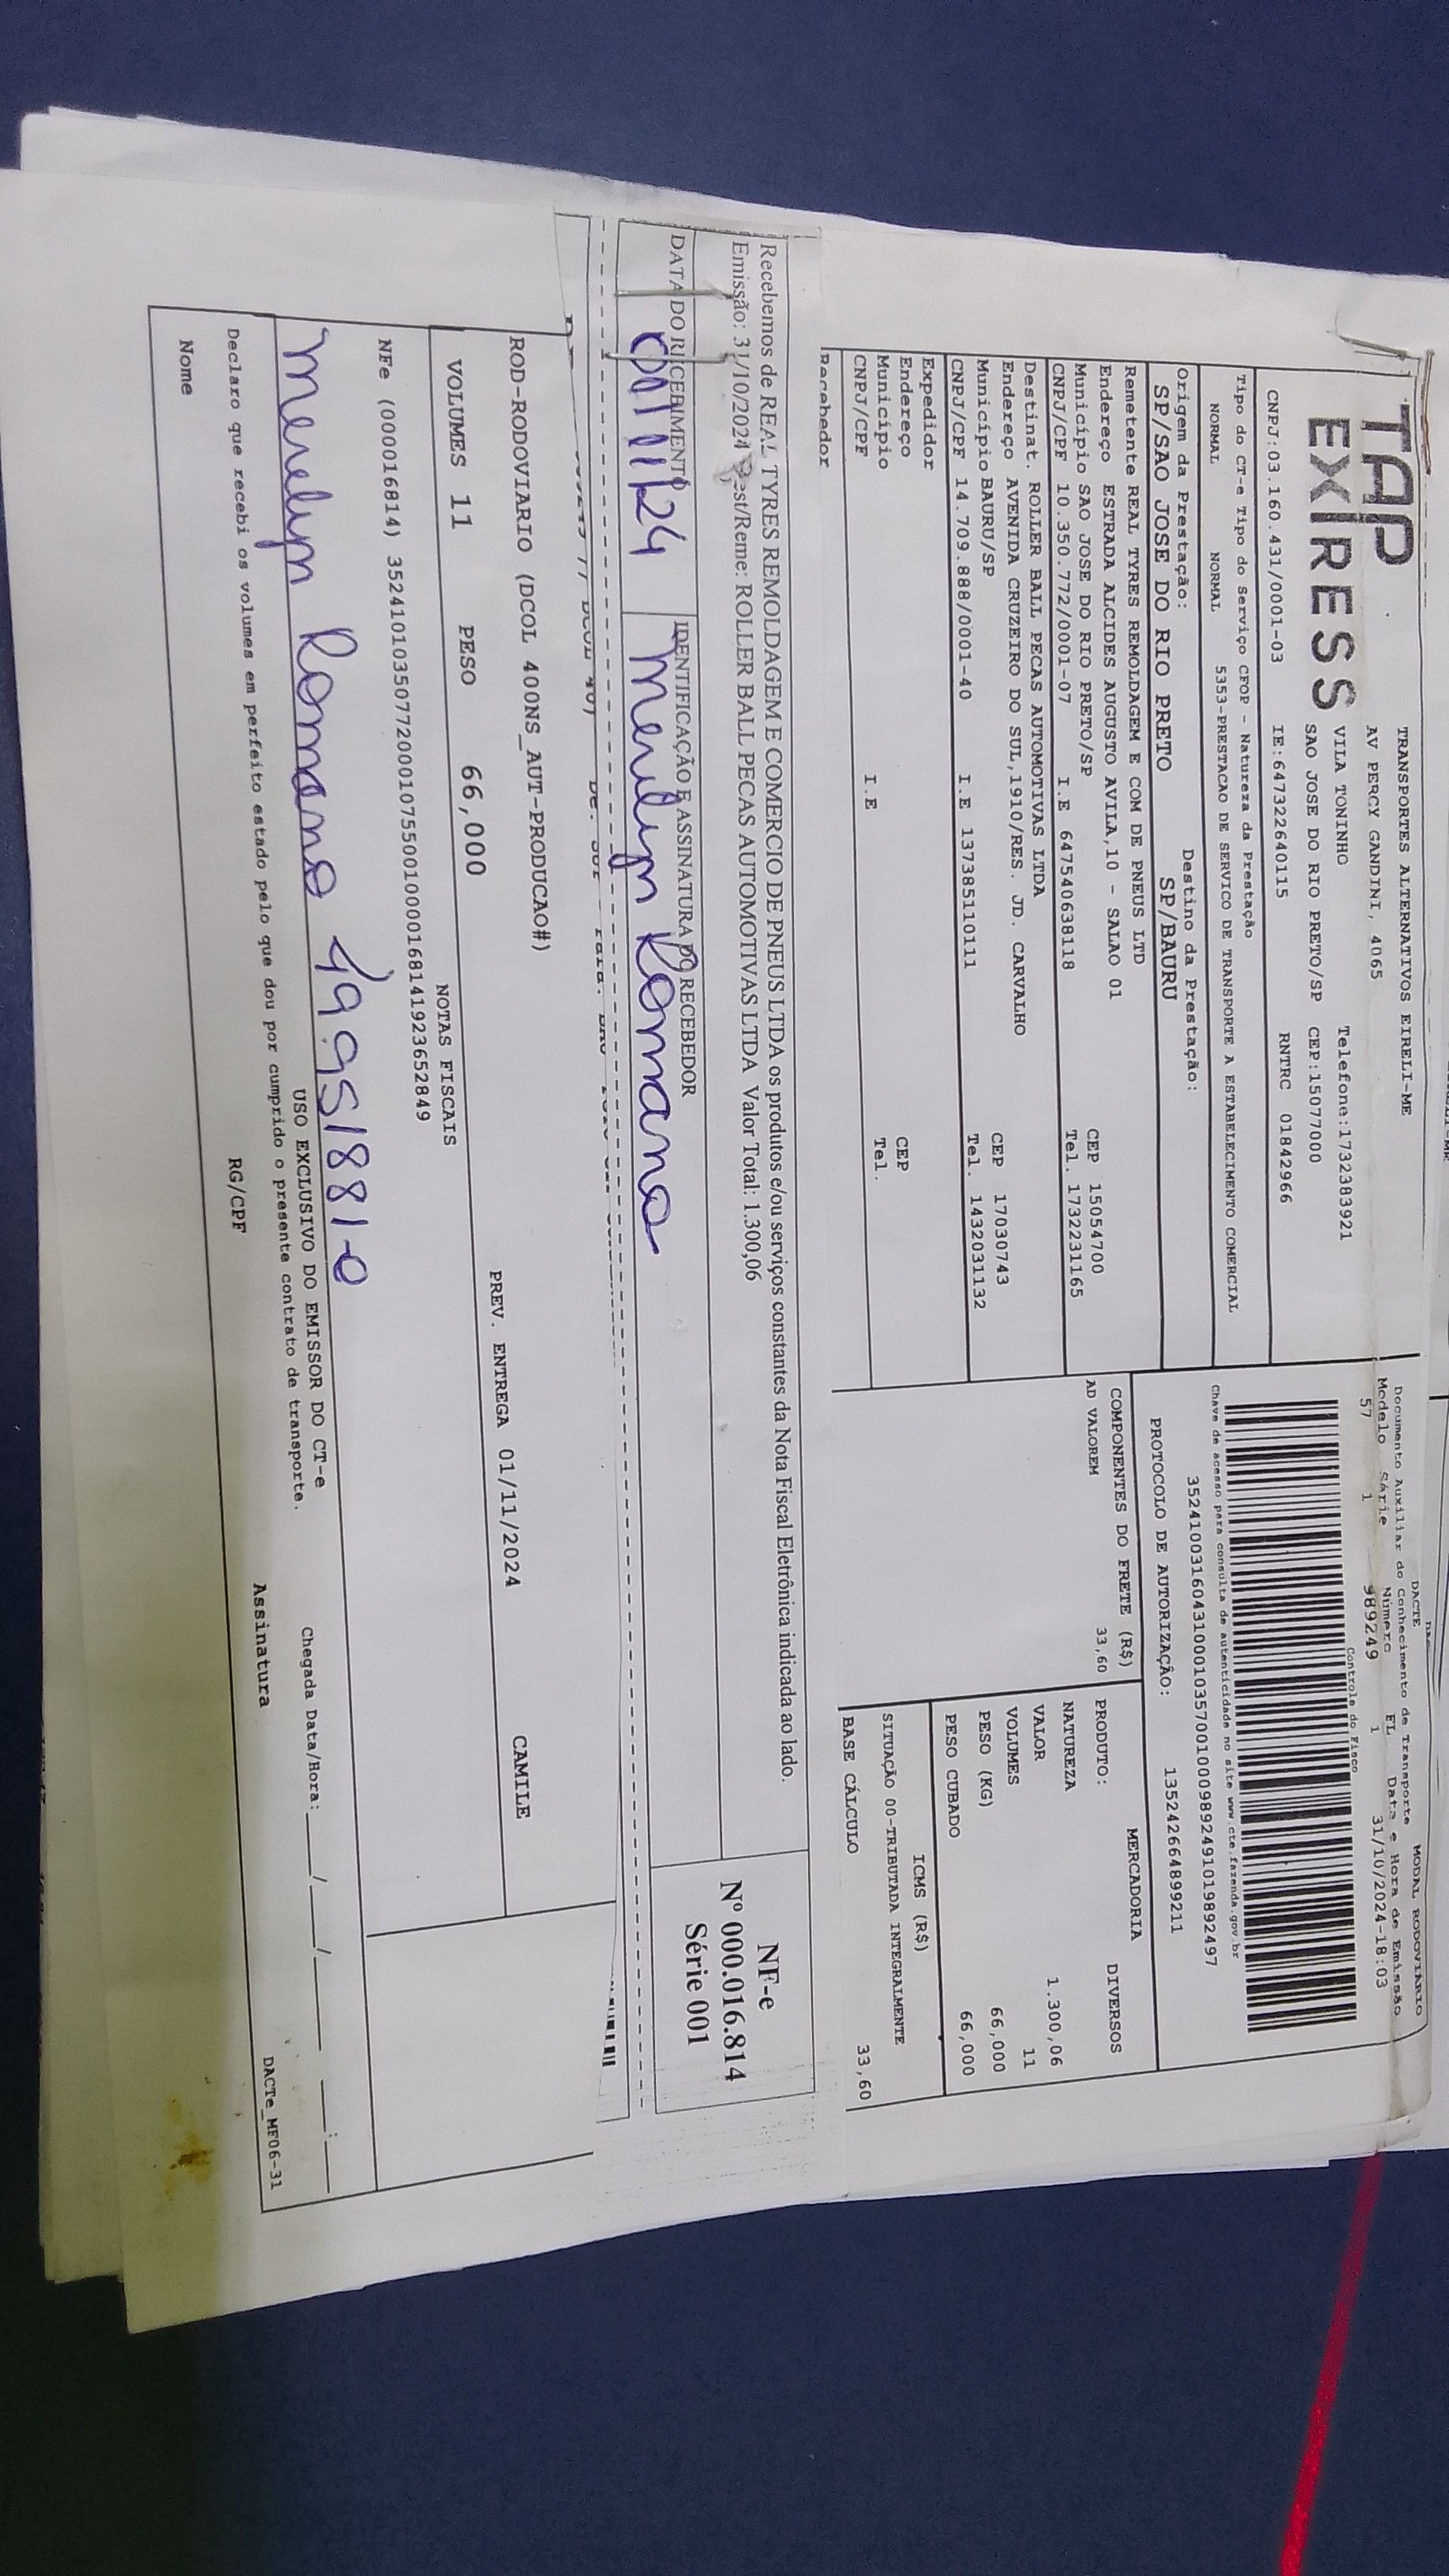 TAP
EXPRESS
TRANSPORTES ALTERNATIVOS EIRELI-ME
AV PERCY GANDINI, 4065
VILA TONINHO Telefone:1732383921
SAO JOSE DO RIO PRETO/SP CEP:15077000
CNPJ:03.160.431/0001-03 IE:647322640115 RNTRC 01842966
Tipo do CT-e Tipo do Serviço CFOP - Natureza da Prestação
NORMAL NORMAL 5353-PRESTACAO DE SERVICO DE TRANSPORTE A ESTABELECIMENTO COMERCIAL
Origem da Prestação: Destino da Prestação:
SP/SAO JOSE DO RIO PRETO SP/BAURU
Remetente REAL TYRES REMOLDAGEM E COM DE PNEUS LTD
Endereço ESTRADA ALCIDES AUGUSTO AVILA,10 - SALAO 01
Município SAO JOSE DO RIO PRETO/SP CEP 15054700
CNPJ/CPF 10.350.772/0001-07 I.E 647540638118 Tel. 1732231165
Destinat. ROLLER BALL PECAS AUTOMOTIVAS LTDA
Endereço AVENIDA CRUZEIRO DO SUL,1910/RES. JD. CARVALHO
Município BAURU/SP CEP 17030743
CNPJ/CPF 14.709.888/0001-40 I.E 137385110111 Tel. 1432031132
Expedidor
Endereço
Município CEP
CNPJ/CPF I.E Tel.
Recebedor
DACTE MODAL RODOVIÁRIO
Documento Auxiliar do Conhecimento de Transporte
Modelo Série Número FL Data e Hora de Emissão
57 1 989249 1 31/10/2024-18:03
Controle do Fisco
Chave de acesso para consulta de autenticidade no site www.cte.fazenda.gov.br
35241003160431000103570010009892491019892497
PROTOCOLO DE AUTORIZAÇÃO: 135242664899211
COMPONENTES DO FRETE (R$)
AD VALOREM 33,60
MERCADORIA
PRODUTO: DIVERSOS
NATUREZA
VALOR 1.300,06
VOLUMES 11
PESO (KG) 66,000
PESO CUBADO 66,000
ICMS (R$)
SITUAÇÃO 00-TRIBUTADA INTEGRALMENTE
BASE CÁLCULO 33,60
Recebemos de REAL TYRES REMOLDAGEM E COMERCIO DE PNEUS LTDA os produtos e/ou serviços constantes da Nota Fiscal Eletrônica indicada ao lado.
Emissão: 31/10/2024 Dest/Reme: ROLLER BALL PECAS AUTOMOTIVAS LTDA Valor Total: 1.300,06
DATA DO RECEBIMENTO IDENTIFICAÇÃO E ASSINATURA DO RECEBEDOR
01/11/24 Merielyn Romano
NF-e
Nº 000.016.814
Série 001
ROD-RODOVIARIO (DCOL 400NS_AUT-PRODUCAO#)
PREV. ENTREGA 01/11/2024 CAMILE
VOLUMES 11 PESO 66,000
NOTAS FISCAIS
NFe (000016814) 35241010350772000107550010000168141923652849
Merielyn Romano 49951881-0
USO EXCLUSIVO DO EMISSOR DO CT-e
Chegada Data/Hora:____/____/____ ___:___
Declaro que recebi os volumes em perfeito estado pelo que dou por cumprido o presente contrato de transporte.
Nome RG/CPF Assinatura
DACTe_MF06-31